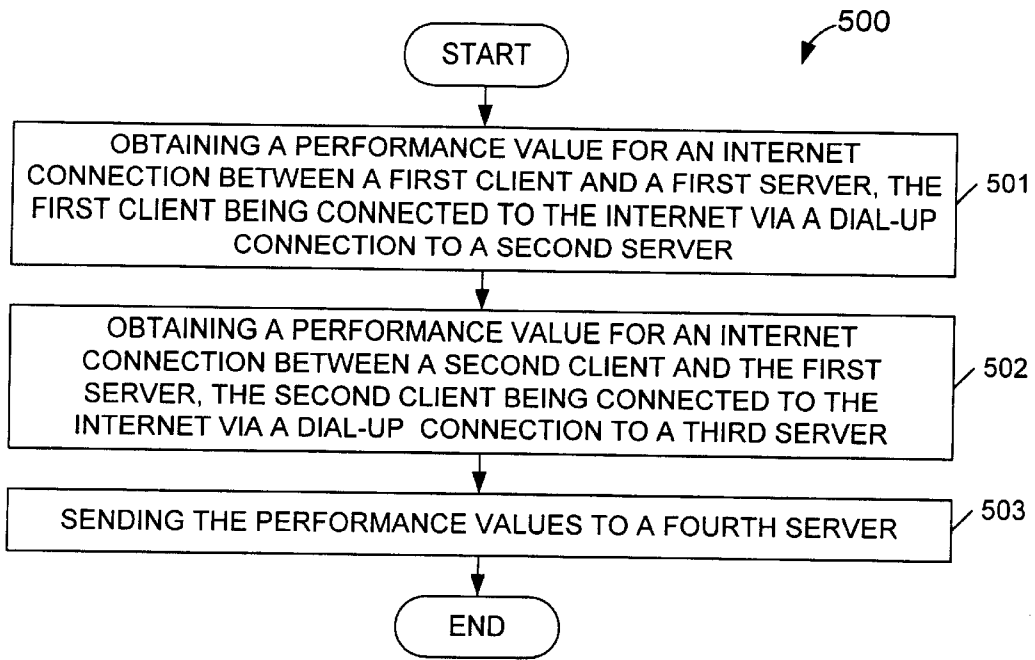 500
START
OBTAINING A PERFORMANCE VALUE FOR AN INTERNET
CONNECTION BETWEEN A FIRST CLIENT AND A FIRST SERVER, THE
FIRST CLIENT BEING CONNECTED TO THE INTERNET VIA A DIAL-UP
CONNECTION TO A SECOND SERVER
501
OBTAINING A PERFORMANCE VALUE FOR AN INTERNET
CONNECTION BETWEEN A SECOND CLIENT AND THE FIRST
SERVER, THE SECOND CLIENT BEING CONNECTED TO THE
INTERNET VIA A DIAL-UP CONNECTION TO A THIRD SERVER
502
SENDING THE PERFORMANCE VALUES TO A FOURTH SERVER
503
END